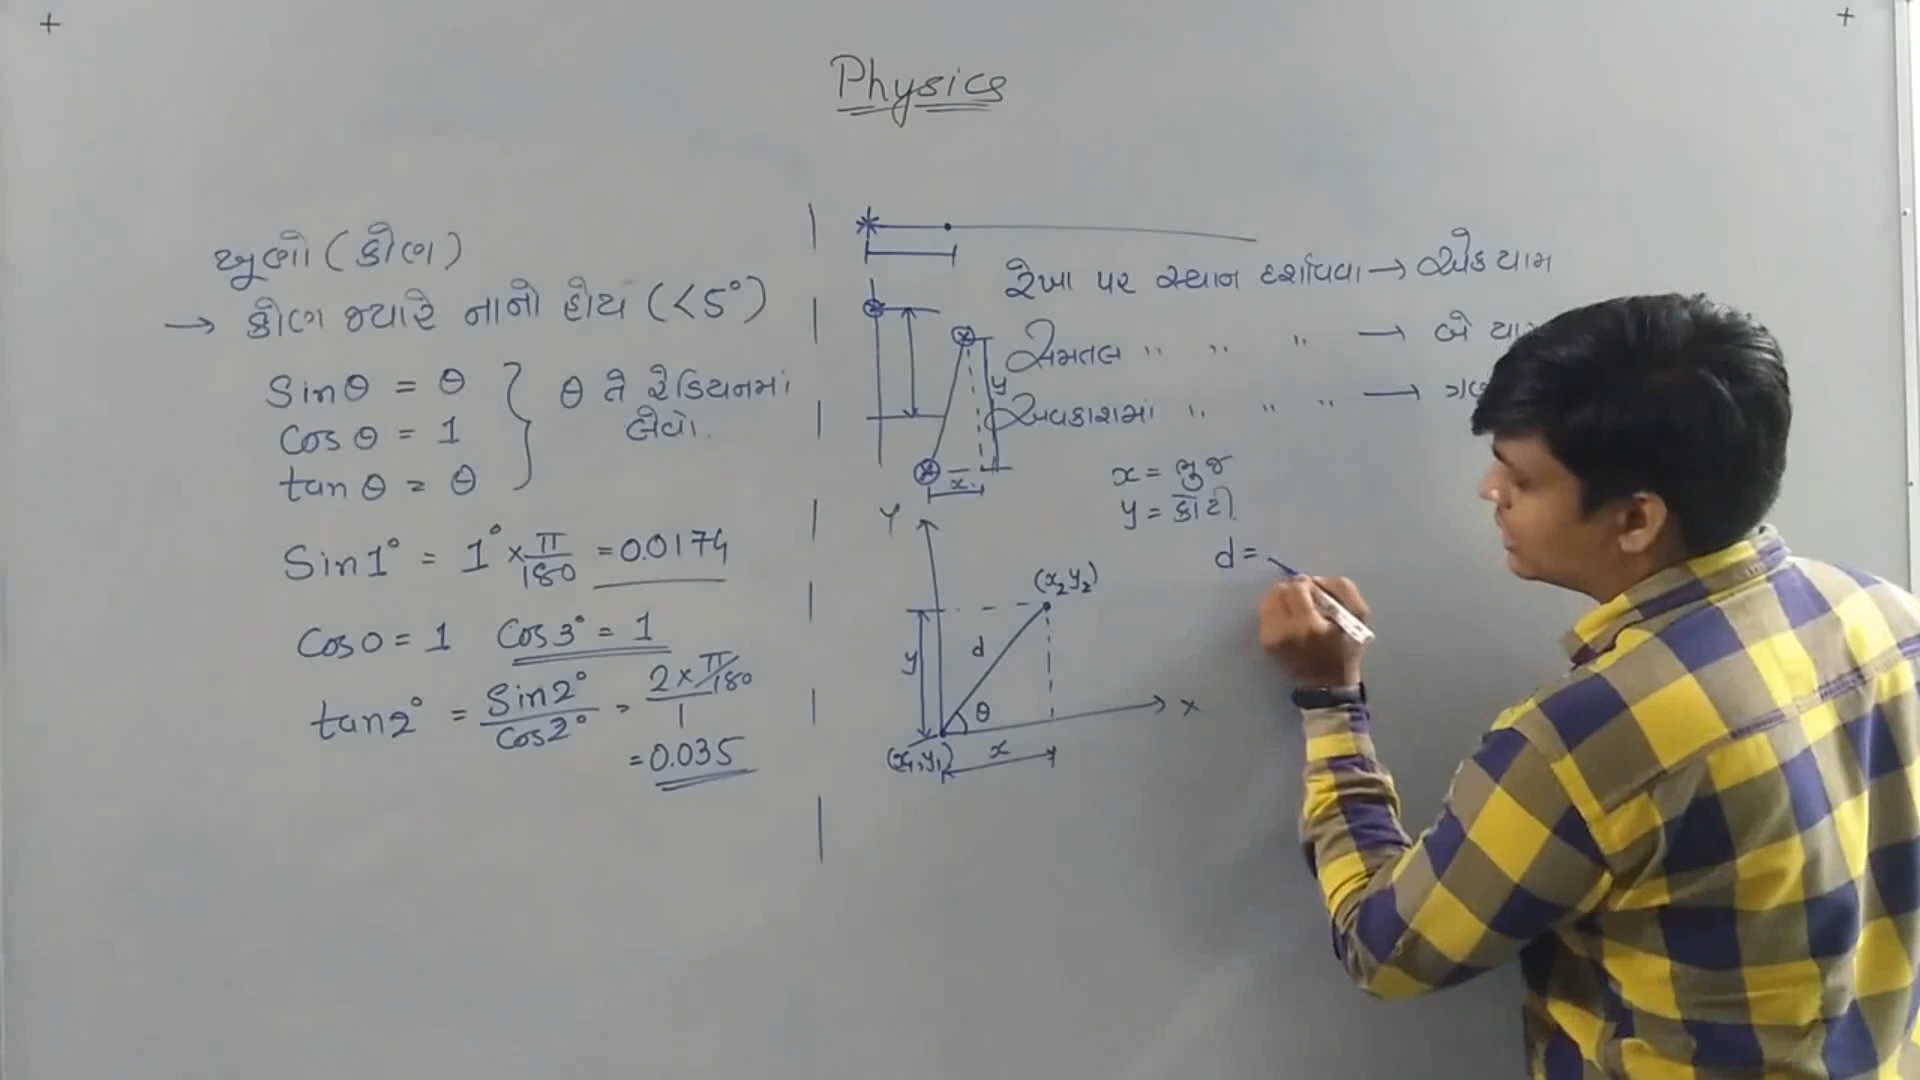 Physics
ખૂણો (કોણ)
→ કોણ જ્યારે નાનો હોય (<5°)
Sinθ = θ
Cosθ = 1
tanθ = θ
θ તે રેડિયનમાં
લેવો.
Sin1° = 1° × π/180 = 0.0174
Cos0 = 1 Cos3° = 1
tan2° = Sin2°/Cos2° = 2 × π/180 / 1
= 0.035
રેખા પર સ્થાન દર્શાવવા → એક યામ
સમતલ " " " → બે
અવકાશમાં " " " →
y
x
x = ભુજ
y = કોટી
d =
Y
(x₂y₂)
d
y
θ
X
(x₁,y₁)
x